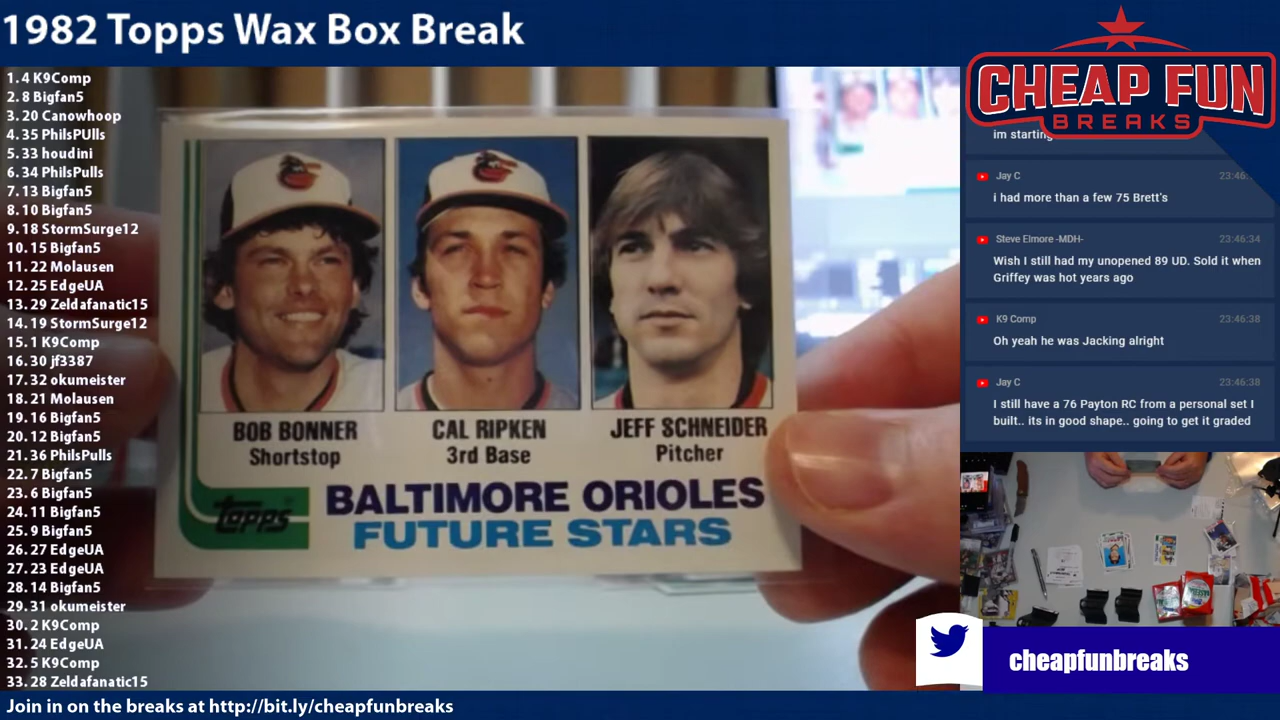 1982 Topps Wax Box Break
1. 4 K9Comp
2. 8 Bigfan5
3. 20 Canowhoop
4. 35 PhilsPUlls
5. 33 houdini
6. 34 PhilsPulls
7. 13 Bigfan5
8. 10 Bigfan5
9. 18 StormSurge12
10. 15 Bigfan5
11. 22 Molausen
12. 25 EdgeUA
13. 29 Zeldafanatic15
14. 19 StormSurge12
15. 1 K9Comp
16. 30 jf3387
17. 32 okumeister
18. 21 Molausen
19. 16 Bigfan5
20. 12 Bigfan5
21. 36 PhilsPulls
22. 7 Bigfan5
23. 6 Bigfan5
24. 11 Bigfan5
25. 9 Bigfan5
26. 27 EdgeUA
27. 23 EdgeUA
28. 14 Bigfan5
29. 31 okumeister
30. 2 K9Comp
31. 24 EdgeUA
32. 5 K9Comp
33. 28 Zeldafanatic15
BOB BONNER
Shortstop
CAL RIPKEN
3rd Base
JEFF SCHNEIDER
Pitcher
topps
BALTIMORE ORIOLES
FUTURE STARS
CHEAP FUN
BREAKS
im starting
Jay C 23:46:
i had more than a few 75 Brett's
Steve Elmore -MDH- 23:46:34
Wish I still had my unopened 89 UD. Sold it when
Griffey was hot years ago
K9 Comp 23:46:38
Oh yeah he was Jacking alright
Jay C 23:46:38
I still have a 76 Payton RC from a personal set I
built.. its in good shape.. going to get it graded
cheapfunbreaks
Join in on the breaks at http://bit.ly/cheapfunbreaks